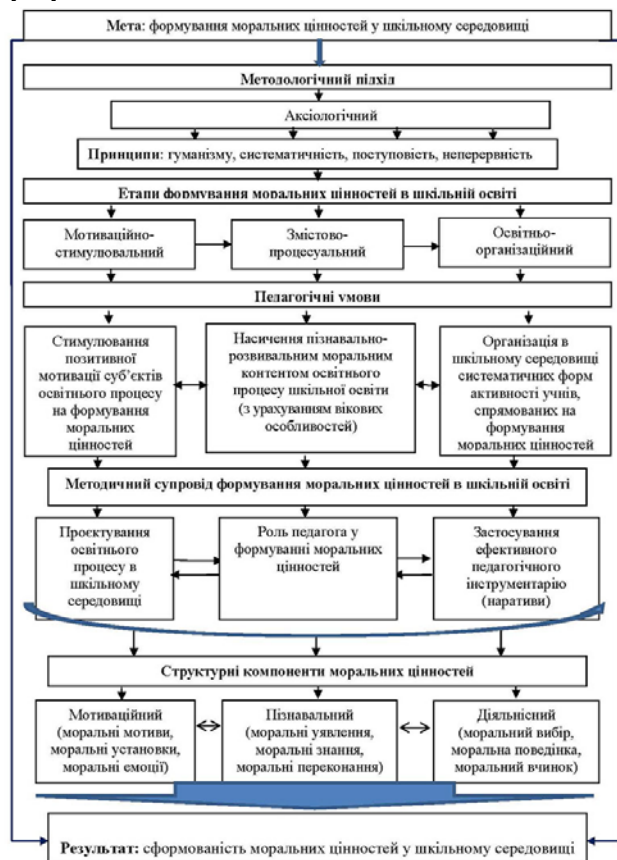 Мета: формування моральних цінностей у шкільному середовищі
Методологічний підхід
Аксіологічний
Принципи: гуманізму, систематичність, поступовість, неперервність
Етапи формування моральних цінностей в шкільній освіті
Мотиваційно-
стимулювальний
Змістово-
процесуальний
Освітньо-
організаційний
Педагогічні умови
Стимулювання
позитивної
мотивації суб’єктів
освітнього процесу
на формування
моральних
цінностей
Насичення пізнавально-
розвивальним моральним
контентом освітнього
процесу шкільної освіти
(з урахуванням вікових
особливостей)
Організація в
шкільному середовищі
систематичних форм
активності учнів,
спрямованих на
формування
моральних цінностей
Методичний супровід формування моральних цінностей в шкільній освіті
Проєктування
освітнього
процесу в
шкільному
середовищі
Роль педагога у
формуванні моральних
цінностей
Застосування
ефективного
педагогічного
інструментарію
(наративи)
Структурні компоненти моральних цінностей
Мотиваційний
(моральні мотиви,
моральні установки,
моральні емоції)
Пізнавальний
(моральні уявлення,
моральні знання,
моральні переконання)
Діяльнісний
(моральний вибір,
моральна поведінка,
моральний вчинок)
Результат: сформованість моральних цінностей у шкільному середовищі